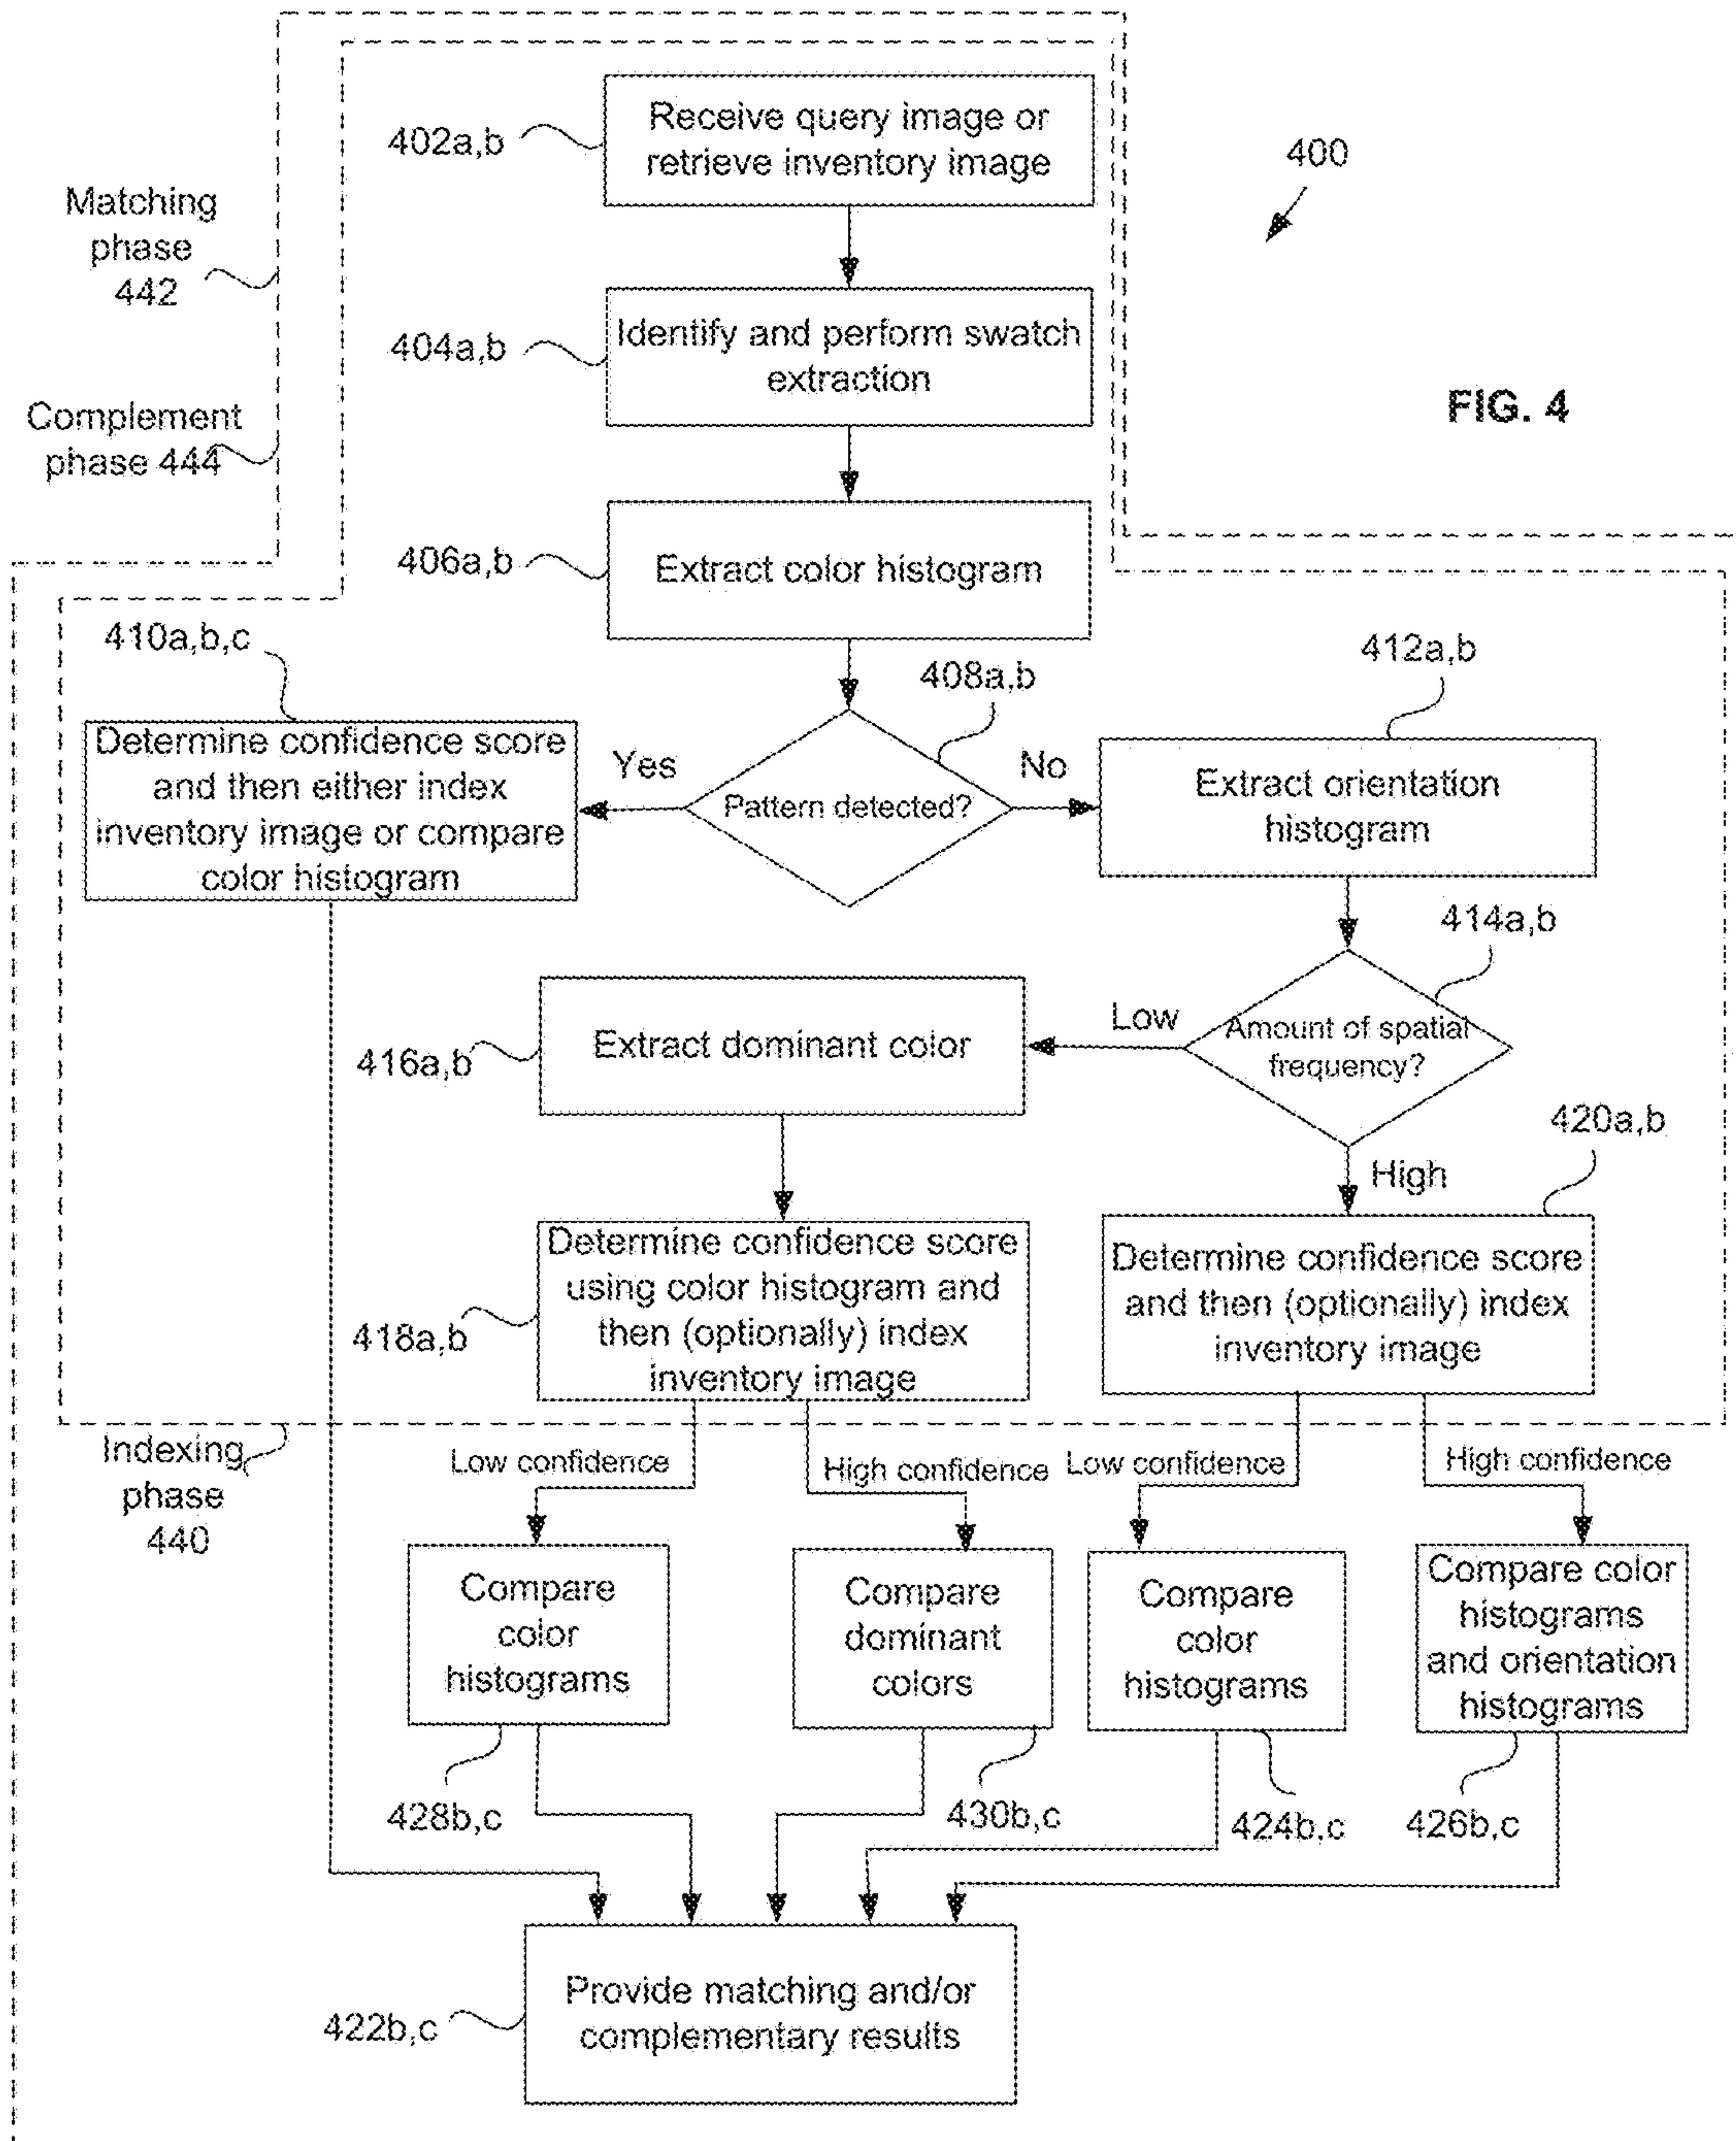 Receive query image or
retrieve inventory image
402a,b
400
Matching
phase
442
Identify and perform swatch
extraction
404a,b
FIG. 4
Complement
phase 444
Extract color histogram
406a,b
410a,b,c
408a,b
412a,b
Determine confidence score
and then either index
inventory image or compare
color histogram
Yes
Pattern detected?
No
Extract orientation
histogram
414a,b
Extract dominant color
416a,b
Low
Amount of spatial
frequency?
420a,b
High
Determine confidence score
using color histogram and
then (optionally) index
inventory image
418a,b
Determine confidence score
and then (optionally) index
inventory image
Indexing
phase
440
Low confidence
High confidence
Low confidence
High confidence
Compare
color
histograms
Compare
dominant
colors
Compare
color
histograms
Compare color
histograms
and orientation
histograms
428b,c
430b,c
424b,c
426b,c
Provide matching and/or
complementary results
422b,c